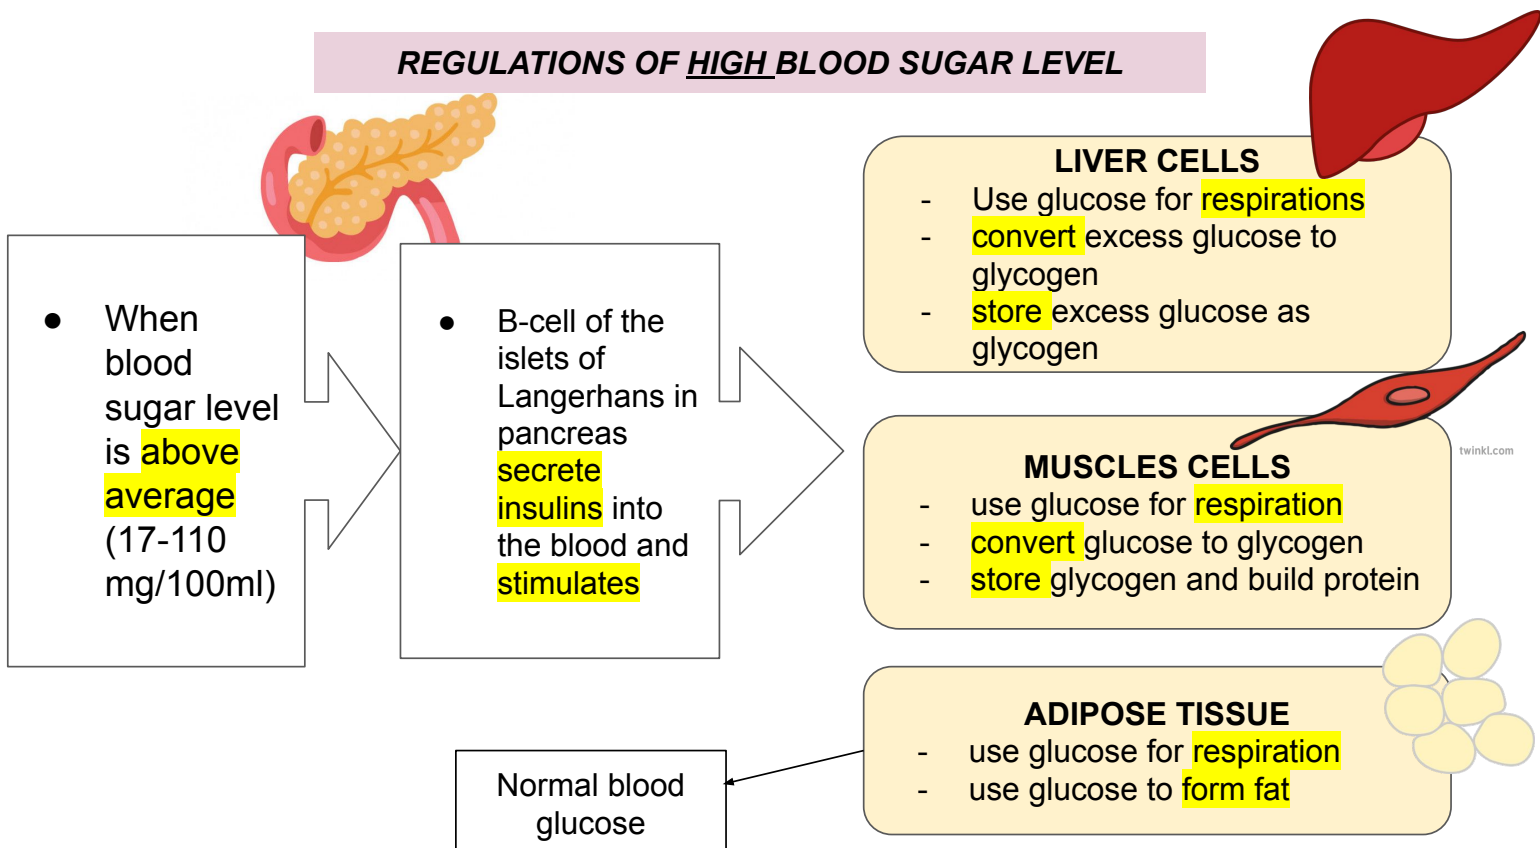 REGULATIONS OF HIGH BLOOD SUGAR LEVEL
● When
blood
sugar level
is above
average
(17-110
mg/100ml)
● B-cell of the
islets of
Langerhans in
pancreas
secrete
insulins into
the blood and
stimulates
LIVER CELLS
- Use glucose for respirations
- convert excess glucose to
glycogen
- store excess glucose as
glycogen
twinkl.com
MUSCLES CELLS
- use glucose for respiration
- convert glucose to glycogen
- store glycogen and build protein
ADIPOSE TISSUE
- use glucose for respiration
- use glucose to form fat
Normal blood
glucose